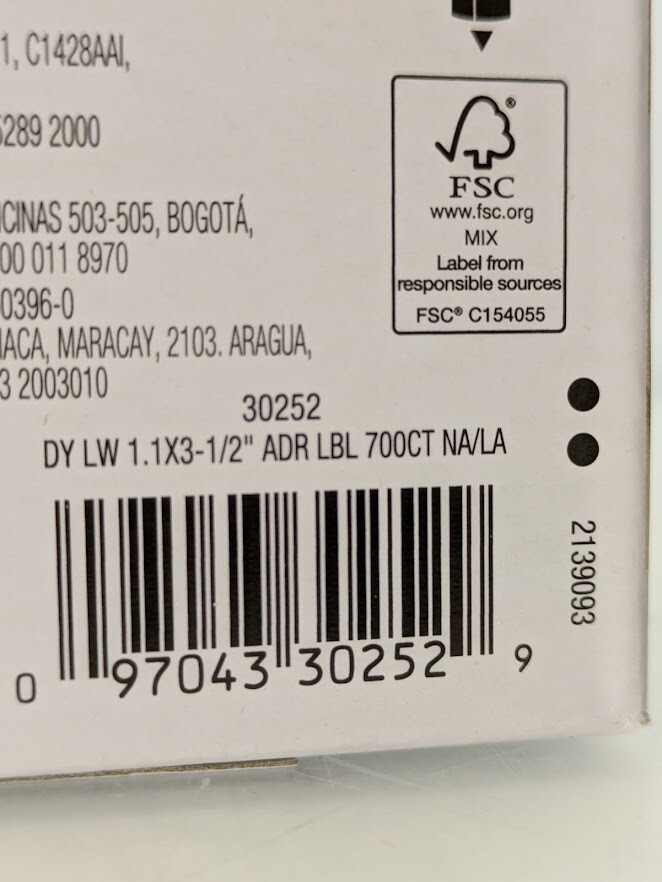 1, C1428AAI,
5289 2000
ICINAS 503-505, BOGOTÁ,
00 011 8970
0396-0
MACA, MARACAY, 2103. ARAGUA,
3 2003010
FSC®
www.fsc.org
MIX
Label from
responsible sources
FSC® C154055
30252
DY LW 1.1X3-1/2" ADR LBL 700CT NA/LA
0 97043 30252 9
2139093